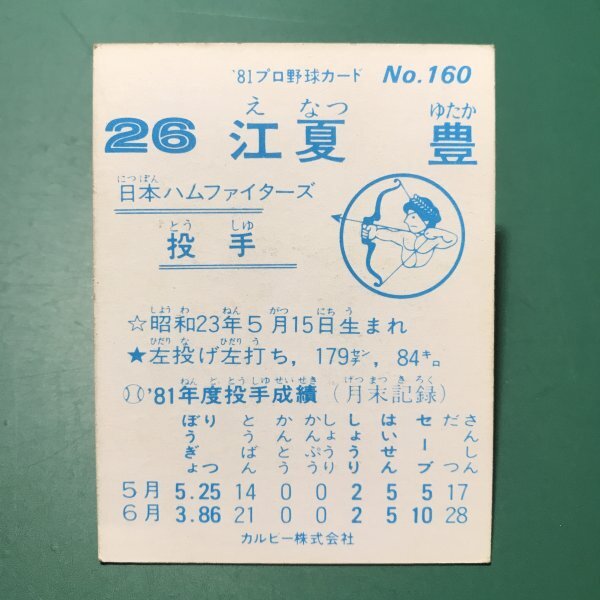 '81プロ野球カード No.160
え なつ ゆたか
26 江夏 豊
にっぽん
日本ハムファイターズ
とう しゆ
投手
しようわ ねん がつ にち う
☆昭和23年5月15日生まれ
ひだり な ひだり う
★左投げ左打ち，179センチ，84キロ
ねんど とうしゆせいせき げつまつきろく
'81年度投手成績（月末記録）
ぼうぎょりつ とうばん かんとう かんぷうしょうり しょうり はいせん セーブ だつさんしん
5月 5.25 14 0 0 2 5 5 17
6月 3.86 21 0 0 2 5 10 28
カルビー株式会社